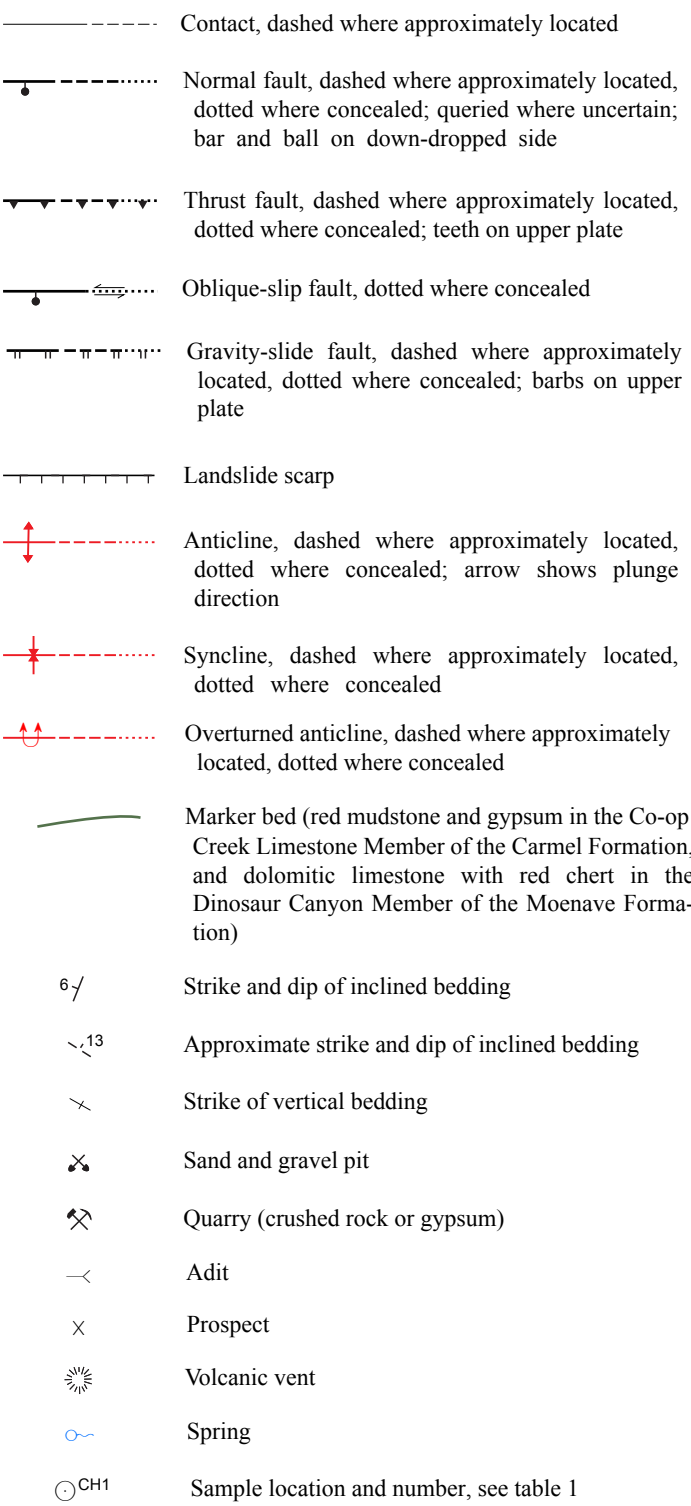 Contact, dashed where approximately located
Normal fault, dashed where approximately located,
dotted where concealed; queried where uncertain;
bar and ball on down-dropped side
Thrust fault, dashed where approximately located,
dotted where concealed; teeth on upper plate
Oblique-slip fault, dotted where concealed
Gravity-slide fault, dashed where approximately
located, dotted where concealed; barbs on upper
plate
Landslide scarp
Anticline, dashed where approximately located,
dotted where concealed; arrow shows plunge
direction
Syncline, dashed where approximately located,
dotted where concealed
Overturned anticline, dashed where approximately
located, dotted where concealed
Marker bed (red mudstone and gypsum in the Co-op
Creek Limestone Member of the Carmel Formation,
and dolomitic limestone with red chert in the
Dinosaur Canyon Member of the Moenave Forma-
tion)
6 Strike and dip of inclined bedding
13 Approximate strike and dip of inclined bedding
Strike of vertical bedding
Sand and gravel pit
Quarry (crushed rock or gypsum)
Adit
Prospect
Volcanic vent
Spring
CH1 Sample location and number, see table 1